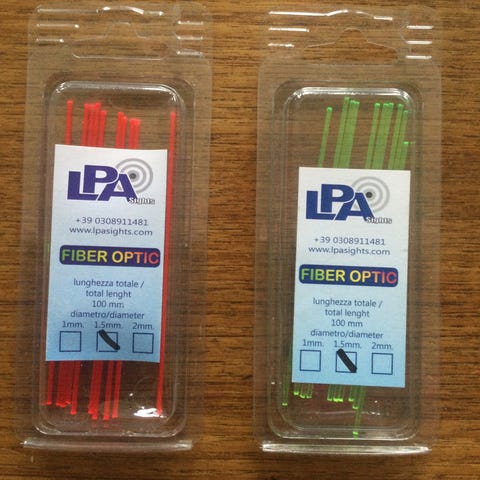 LPA
Sights
+39 0308911481
www.lpasights.com
FIBER OPTIC
lunghezza totale /
total lenght
100 mm
diametro/diameter
1mm. 1.5mm. 2mm.
LPA
Sights
+39 0308911481
www.lpasights.com
FIBER OPTIC
lunghezza totale /
total lenght
100 mm
diametro/diameter
1mm. 1.5mm. 2mm.